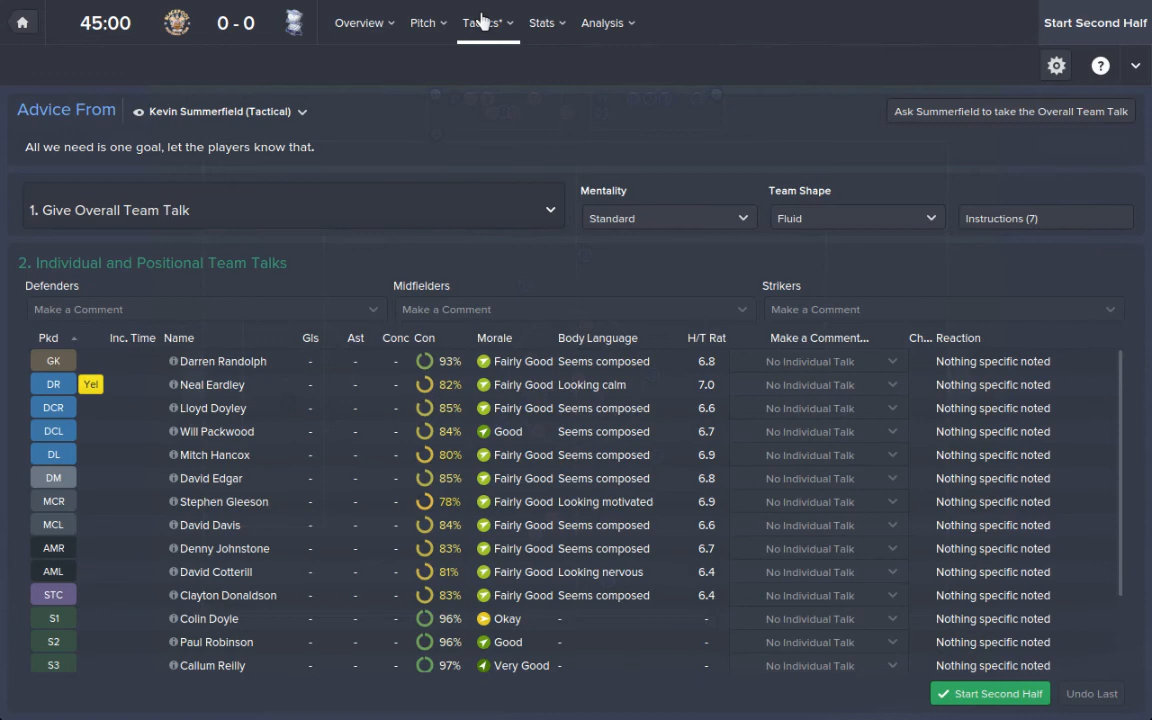 45:00 0 - 0 Overview Pitch Tactics* Stats Analysis Start Second Half
?
Advice From Kevin Summerfield (Tactical) Ask Summerfield to take the Overall Team Talk
All we need is one goal, let the players know that.
Mentality Team Shape
1. Give Overall Team Talk Standard Fluid Instructions (7)
2. Individual and Positional Team Talks
Defenders Midfielders Strikers
Make a Comment Make a Comment Make a Comment
Pkd Inc. Time Name Gls Ast Conc Con Morale Body Language H/T Rat Make a Comment... Ch... Reaction
GK Darren Randolph - - - 93% Fairly Good Seems composed 6.8 No Individual Talk Nothing specific noted
DR Yel Neal Eardley - - - 82% Fairly Good Looking calm 7.0 No Individual Talk Nothing specific noted
DCR Lloyd Doyley - - - 85% Fairly Good Seems composed 6.6 No Individual Talk Nothing specific noted
DCL Will Packwood - - - 84% Good Seems composed 6.7 No Individual Talk Nothing specific noted
DL Mitch Hancox - - - 80% Fairly Good Seems composed 6.9 No Individual Talk Nothing specific noted
DM David Edgar - - - 85% Fairly Good Seems composed 6.8 No Individual Talk Nothing specific noted
MCR Stephen Gleeson - - - 78% Fairly Good Looking motivated 6.9 No Individual Talk Nothing specific noted
MCL David Davis - - - 84% Fairly Good Seems composed 6.6 No Individual Talk Nothing specific noted
AMR Denny Johnstone - - - 83% Fairly Good Seems composed 6.7 No Individual Talk Nothing specific noted
AML David Cotterill - - - 81% Fairly Good Looking nervous 6.4 No Individual Talk Nothing specific noted
STC Clayton Donaldson - - - 83% Fairly Good Seems composed 6.4 No Individual Talk Nothing specific noted
S1 Colin Doyle - - - 96% Okay - - No Individual Talk Nothing specific noted
S2 Paul Robinson - - - 96% Good - - No Individual Talk Nothing specific noted
S3 Callum Reilly - - - 97% Very Good - - No Individual Talk Nothing specific noted
Start Second Half Undo Last